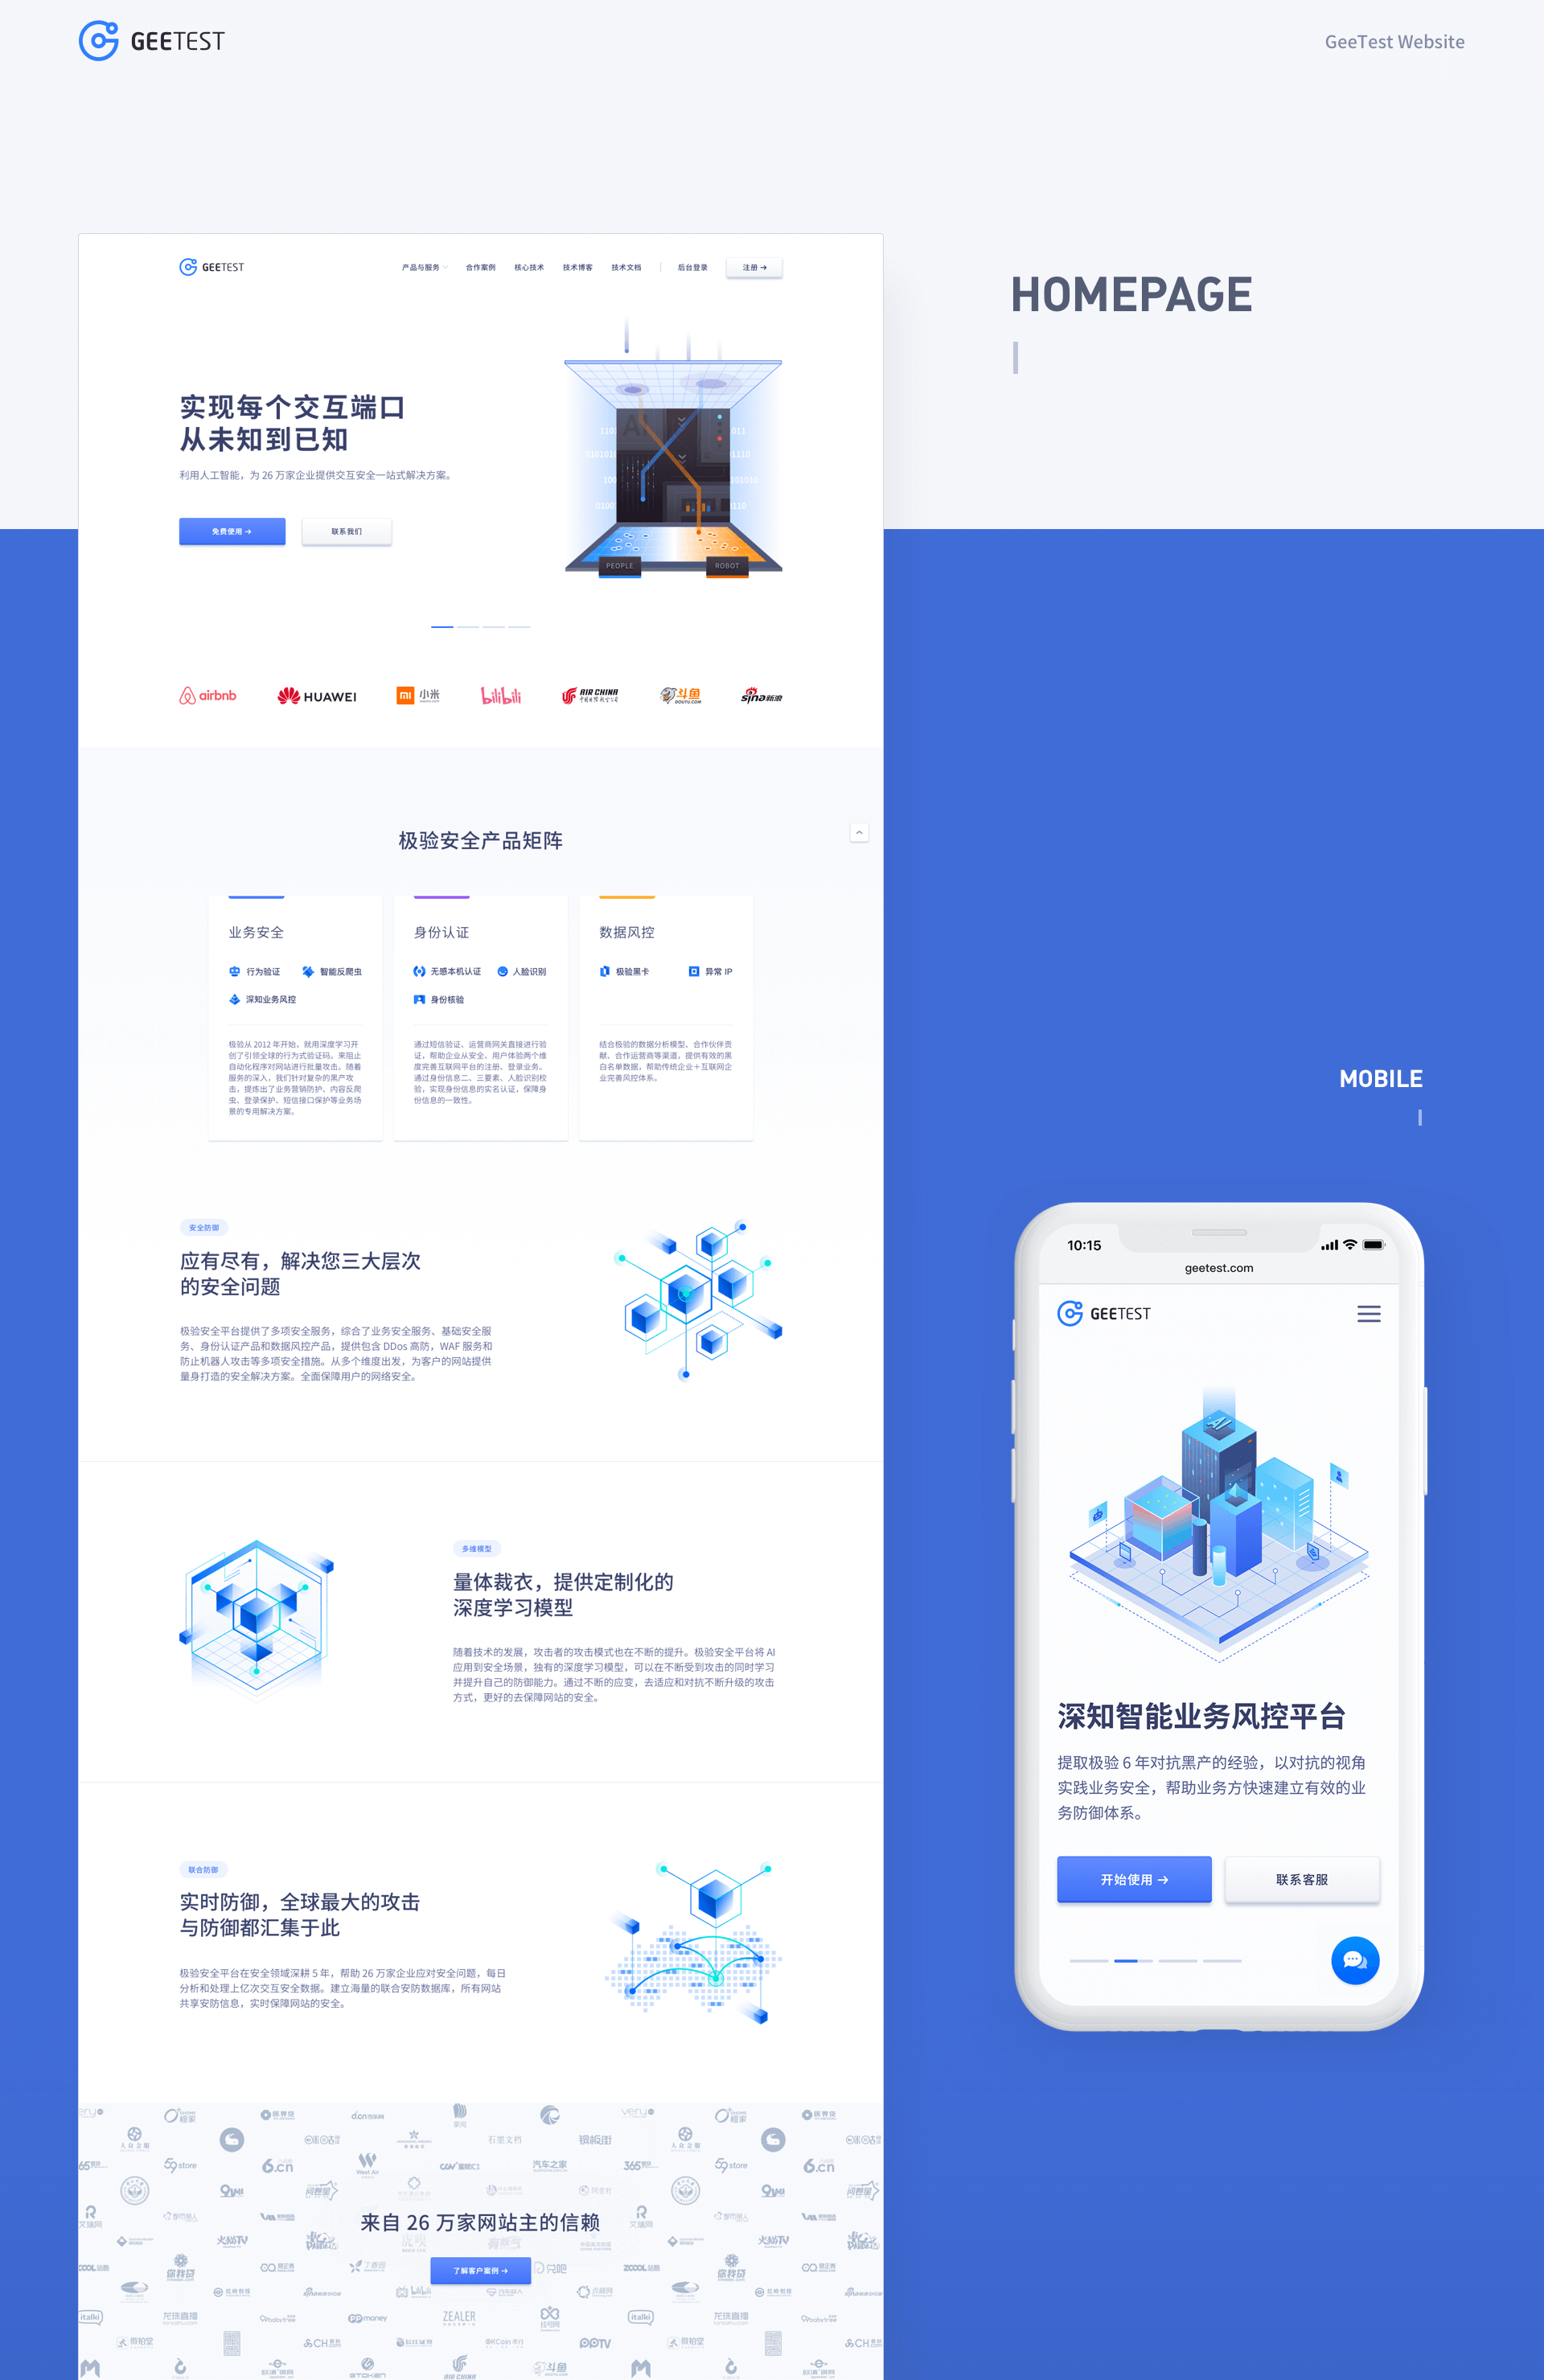 GEETEST
GeeTest Website
HOMEPAGE
GEETEST
产品与服务
合作案例
核心技术
技术博客
技术文档
后台登录
注册 →
实现每个交互端口
从未知到已知
利用人工智能，为 26 万家企业提供交互安全一站式解决方案。
免费使用 →
联系我们
AI
PEOPLE
ROBOT
airbnb
HUAWEI
小米
bilibili
AIR CHINA
斗鱼
DOUYU.COM
sina新浪
极验安全产品矩阵
业务安全
行为验证
智能反爬虫
深知业务风控
极验从 2012 年开始，就用深度学习开
创了引领全球的行为式验证码，来阻止
自动化程序对网站进行批量攻击。随着
服务的深入，我们针对复杂的黑产攻
击，提炼出了业务营销防护、内容反爬
虫、登录保护、短信接口保护等业务场
景的专用解决方案。
身份认证
无感本机认证
人脸识别
身份核验
通过短信验证、运营商网关直接进行验
证，帮助企业从安全、用户体验两个维
度完善互联网平台的注册、登录业务。
通过身份信息二、三要素、人脸识别校
验，实现身份信息的实名认证，保障身
份信息的一致性。
数据风控
极验黑卡
异常 IP
结合极验的数据分析模型、合作伙伴贡
献、合作运营商等渠道，提供有效的黑
白名单数据，帮助传统企业＋互联网企
业完善风控体系。
安全防御
应有尽有，解决您三大层次
的安全问题
极验安全平台提供了多项安全服务，综合了业务安全服务、基础安全服
务、身份认证产品和数据风控产品，提供包含 DDos 高防，WAF 服务和
防止机器人攻击等多项安全措施。从多个维度出发，为客户的网站提供
量身打造的安全解决方案。全面保障用户的网络安全。
多维模型
量体裁衣，提供定制化的
深度学习模型
随着技术的发展，攻击者的攻击模式也在不断的提升。极验安全平台将 AI
应用到安全场景，独有的深度学习模型，可以在不断受到攻击的同时学习
并提升自己的防御能力。通过不断的应变，去适应和对抗不断升级的攻击
方式，更好的去保障网站的安全。
联合防御
实时防御，全球最大的攻击
与防御都汇集于此
极验安全平台在安全领域深耕 5 年，帮助 26 万家企业应对安全问题，每日
分析和处理上亿次交互安全数据。建立海量的联合安防数据库，所有网站
共享安防信息，实时保障网站的安全。
石墨文档
59store
6.cn
West Air
汽车之家
365
59store
6.cn
来自 26 万家网站主的信赖
了解客户案例 →
italki
龙珠直播
PPmoney
ZEALER
italki
龙珠直播
PPTV
AIR CHINA
斗鱼
MOBILE
10:15
geetest.com
GEETEST
AI
深知智能业务风控平台
提取极验 6 年对抗黑产的经验，以对抗的视角
实践业务安全，帮助业务方快速建立有效的业
务防御体系。
开始使用 →
联系客服